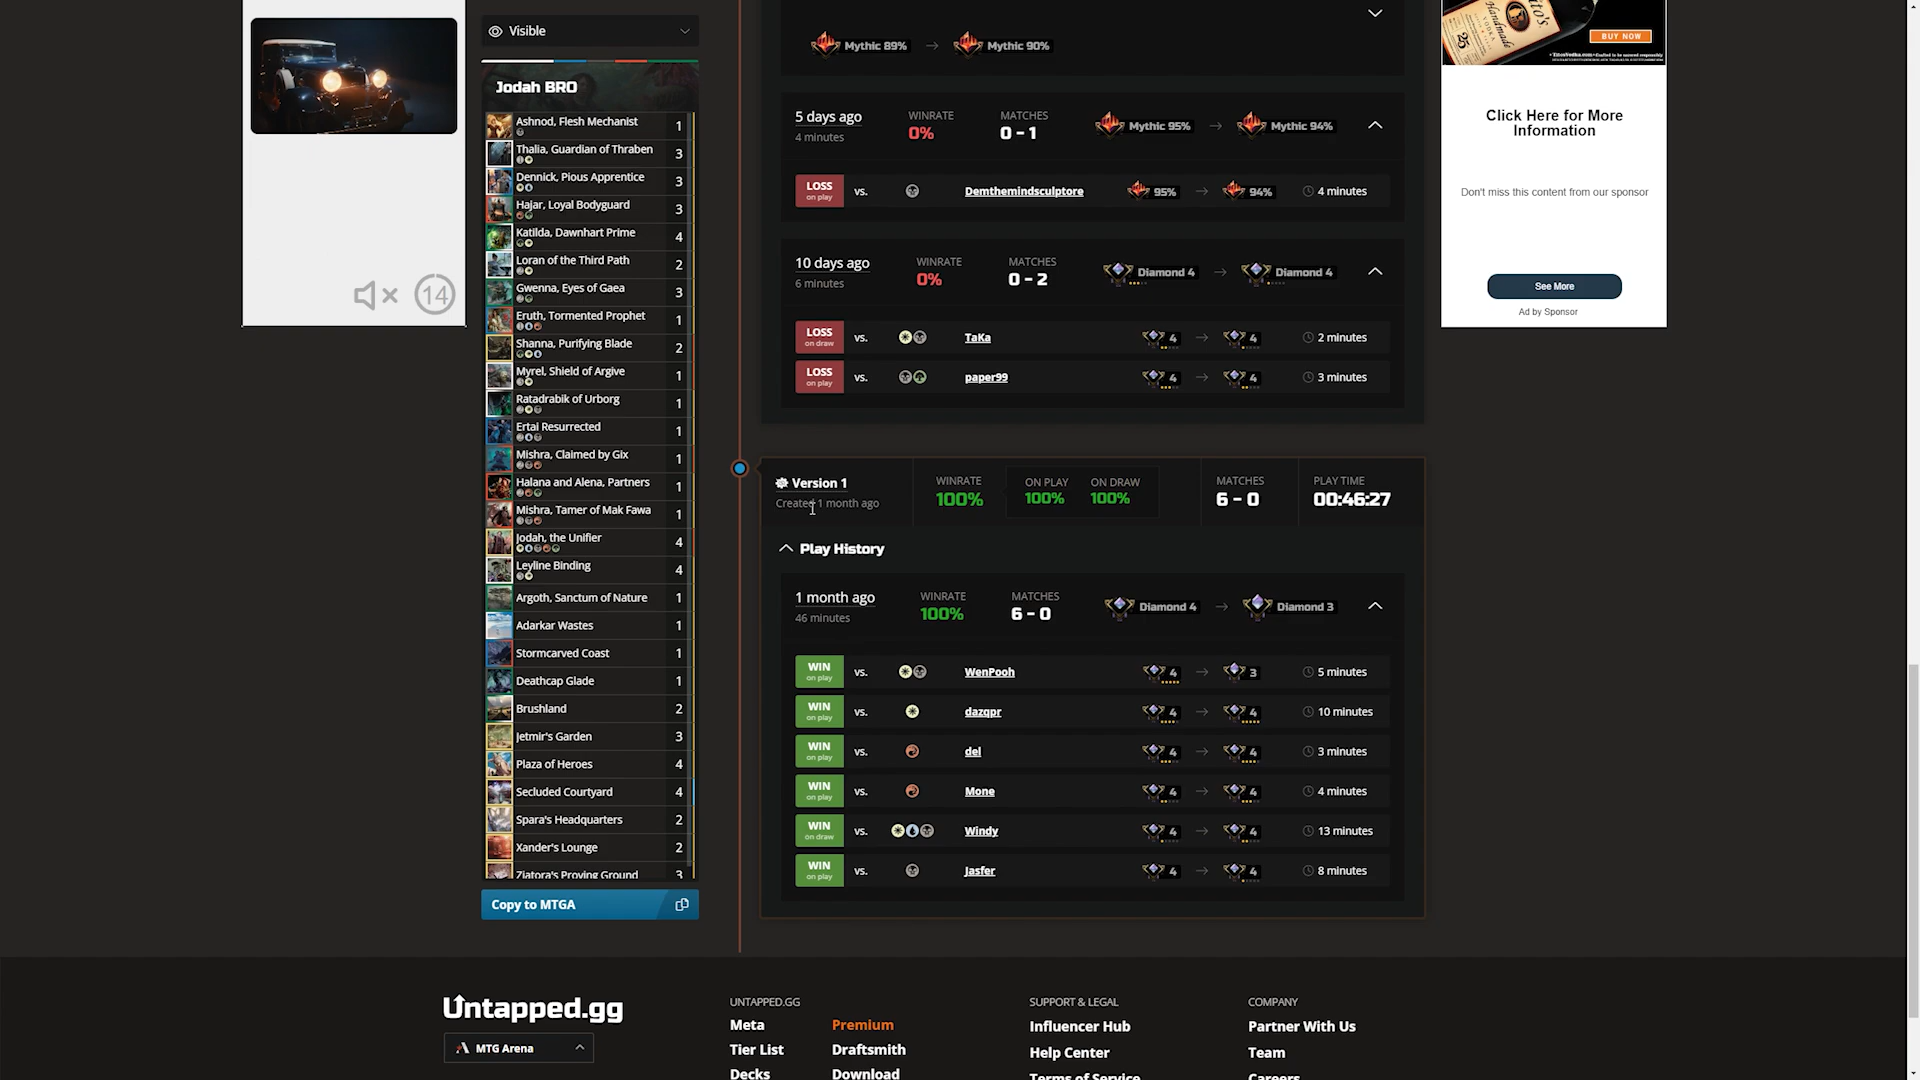 Visible
Jodah BRO
Ashnod, Flesh Mechanist 1
Thalia, Guardian of Thraben 3
Dennick, Pious Apprentice 3
Hajar, Loyal Bodyguard 3
Katilda, Dawnhart Prime 4
Loran of the Third Path 2
Gwenna, Eyes of Gaea 3
Eruth, Tormented Prophet 1
Shanna, Purifying Blade 2
Myrel, Shield of Argive 1
Ratadrabik of Urborg 1
Ertai Resurrected 1
Mishra, Claimed by Gix 1
Halana and Alena, Partners 1
Mishra, Tamer of Mak Fawa 1
Jodah, the Unifier 4
Leyline Binding 4
Argoth, Sanctum of Nature 1
Adarkar Wastes 1
Stormcarved Coast 1
Deathcap Glade 1
Brushland 2
Jetmir's Garden 3
Plaza of Heroes 4
Secluded Courtyard 4
Spara's Headquarters 2
Xander's Lounge 2
Ziatora's Proving Ground 3
Copy to MTGA
14
Mythic 89% → Mythic 90%
5 days ago WINRATE MATCHES Mythic 95% → Mythic 94%
4 minutes 0% 0 - 1
LOSS on play vs. Demthemindsculptore 95% → 94% 4 minutes
10 days ago WINRATE MATCHES Diamond 4 → Diamond 4
6 minutes 0% 0 - 2
LOSS on draw vs. TaKa 4 → 4 2 minutes
LOSS on play vs. paper99 4 → 4 3 minutes
Version 1 WINRATE ON PLAY ON DRAW MATCHES PLAY TIME
Created 1 month ago 100% 100% 100% 6 - 0 00:46:27
Play History
1 month ago WINRATE MATCHES Diamond 4 → Diamond 3
46 minutes 100% 6 - 0
WIN on play vs. WenPooh 4 → 3 5 minutes
WIN on play vs. dazqpr 4 → 4 10 minutes
WIN on play vs. del 4 → 4 3 minutes
WIN on play vs. Mone 4 → 4 4 minutes
WIN on draw vs. Windy 4 → 4 13 minutes
WIN on play vs. Jasfer 4 → 4 8 minutes
Handmade
VODKA
25
BUY NOW
Click Here for More
Information
Don't miss this content from our sponsor
See More
Ad by Sponsor
Untapped.gg
MTG Arena
UNTAPPED.GG
Meta Premium
Tier List Draftsmith
Decks Download
SUPPORT & LEGAL
Influencer Hub
Help Center
Terms of Service
COMPANY
Partner With Us
Team
Careers